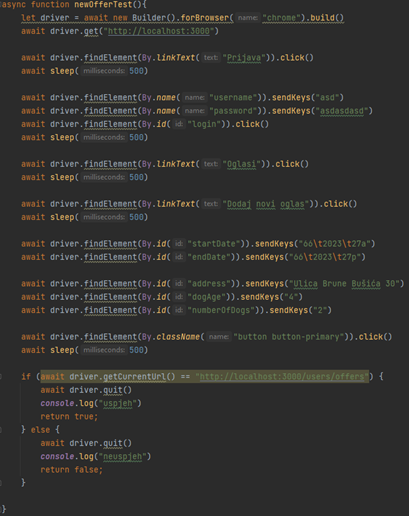 async function newOfferTest(){
let driver = await new Builder().forBrowser( name: "chrome").build()
await driver.get("http://localhost:3000")
await driver.findElement(By.linkText( text: "Prijava")).click()
await sleep( milliseconds: 500)
await driver.findElement(By.name( name: "username")).sendKeys("asd")
await driver.findElement(By.name( name: "password")).sendKeys("asdasdasd")
await driver.findElement(By.id( id: "login")).click()
await sleep( milliseconds: 500)
await driver.findElement(By.linkText( text: "Oglasi")).click()
await sleep( milliseconds: 500)
await driver.findElement(By.linkText( text: "Dodaj novi oglas")).click()
await sleep( milliseconds: 500)
await driver.findElement(By.id( id: "startDate")).sendKeys("66\t2023\t27a")
await driver.findElement(By.id( id: "endDate")).sendKeys("66\t2023\t27p")
await driver.findElement(By.id( id: "address")).sendKeys("Ulica Brune Bušića 30")
await driver.findElement(By.id( id: "dogAge")).sendKeys("4")
await driver.findElement(By.id( id: "numberOfDogs")).sendKeys("2")
await driver.findElement(By.className( name: "button button-primary")).click()
await sleep( milliseconds: 500)
if (await driver.getCurrentUrl() == "http://localhost:3000/users/offers") {
await driver.quit()
console.log("uspjeh")
return true;
} else {
await driver.quit()
console.log("neuspjeh")
return false;
}
}